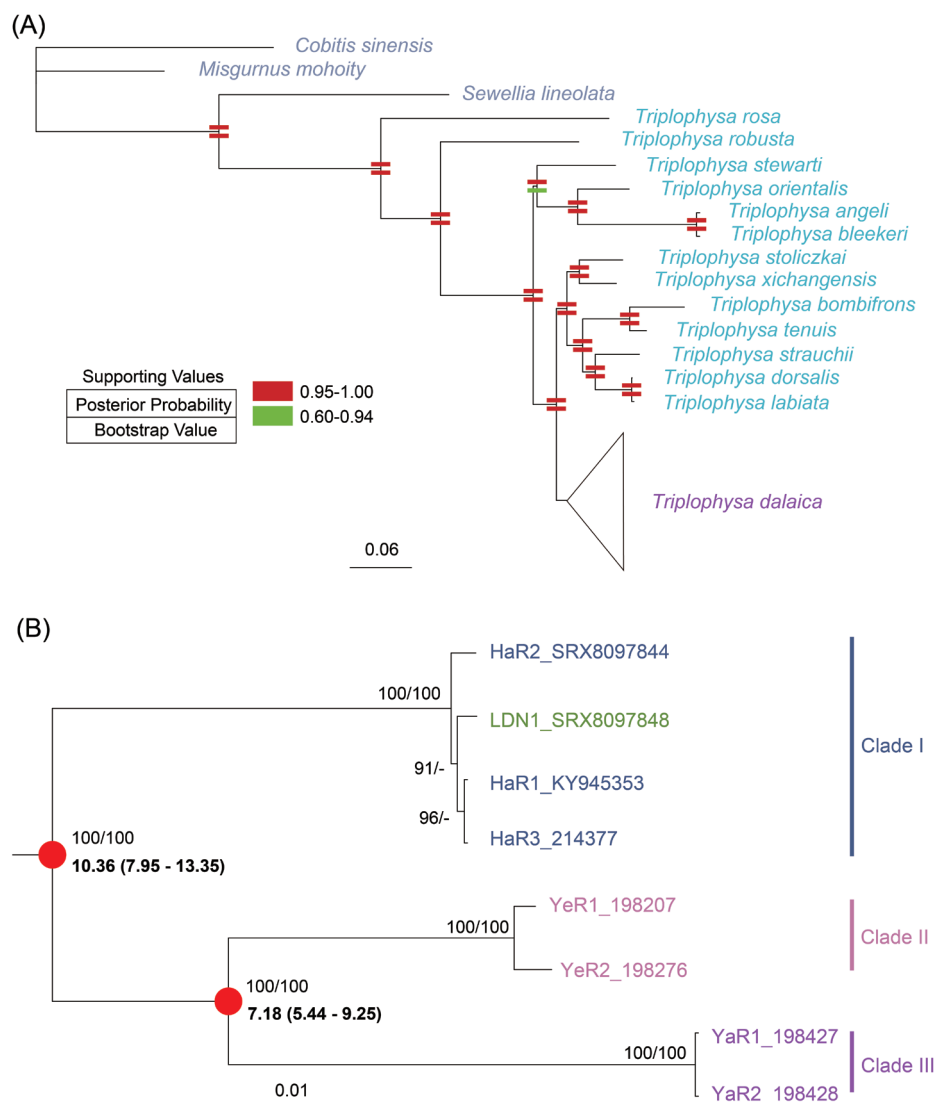 (A)
Cobitis sinensis
Misgurnus mohoity
Sewellia lineolata
Triplophysa rosa
Triplophysa robusta
Triplophysa stewarti
Triplophysa orientalis
Triplophysa angeli
Triplophysa bleekeri
Triplophysa stoliczkai
Triplophysa xichangensis
Triplophysa bombifrons
Triplophysa tenuis
Triplophysa strauchii
Triplophysa dorsalis
Triplophysa labiata
Supporting Values
Posterior Probability
Bootstrap Value
0.95-1.00
0.60-0.94
Triplophysa dalaica
0.06
(B)
HaR2_SRX8097844
100/100
LDN1_SRX8097848
Clade I
91/-
HaR1_KY945353
96/-
HaR3_214377
100/100
10.36 (7.95 - 13.35)
YeR1_198207
100/100
Clade II
YeR2_198276
100/100
7.18 (5.44 - 9.25)
YaR1_198427
100/100
Clade III
0.01
YaR2_198428